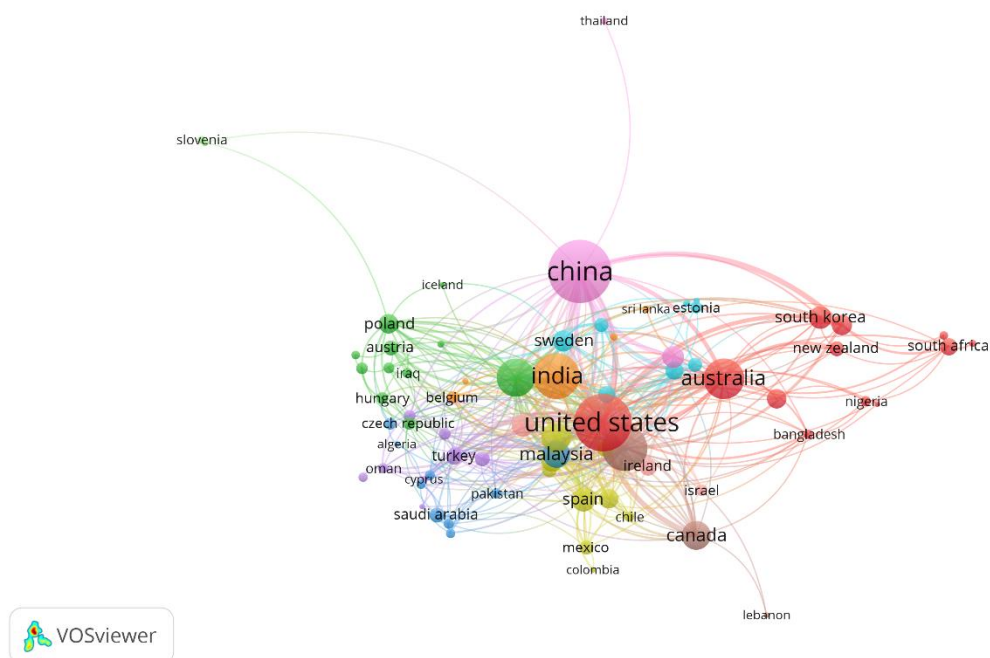 thailand
slovenia
china
iceland
sri lanka
estonia
poland
south korea
sweden
austria
new zealand
south africa
iraq
india
australia
hungary
belgium
nigeria
czech republic
united states
bangladesh
algeria
turkey
malaysia
oman
ireland
cyprus
pakistan
israel
saudi arabia
spain
chile
canada
mexico
colombia
lebanon
VOSviewer